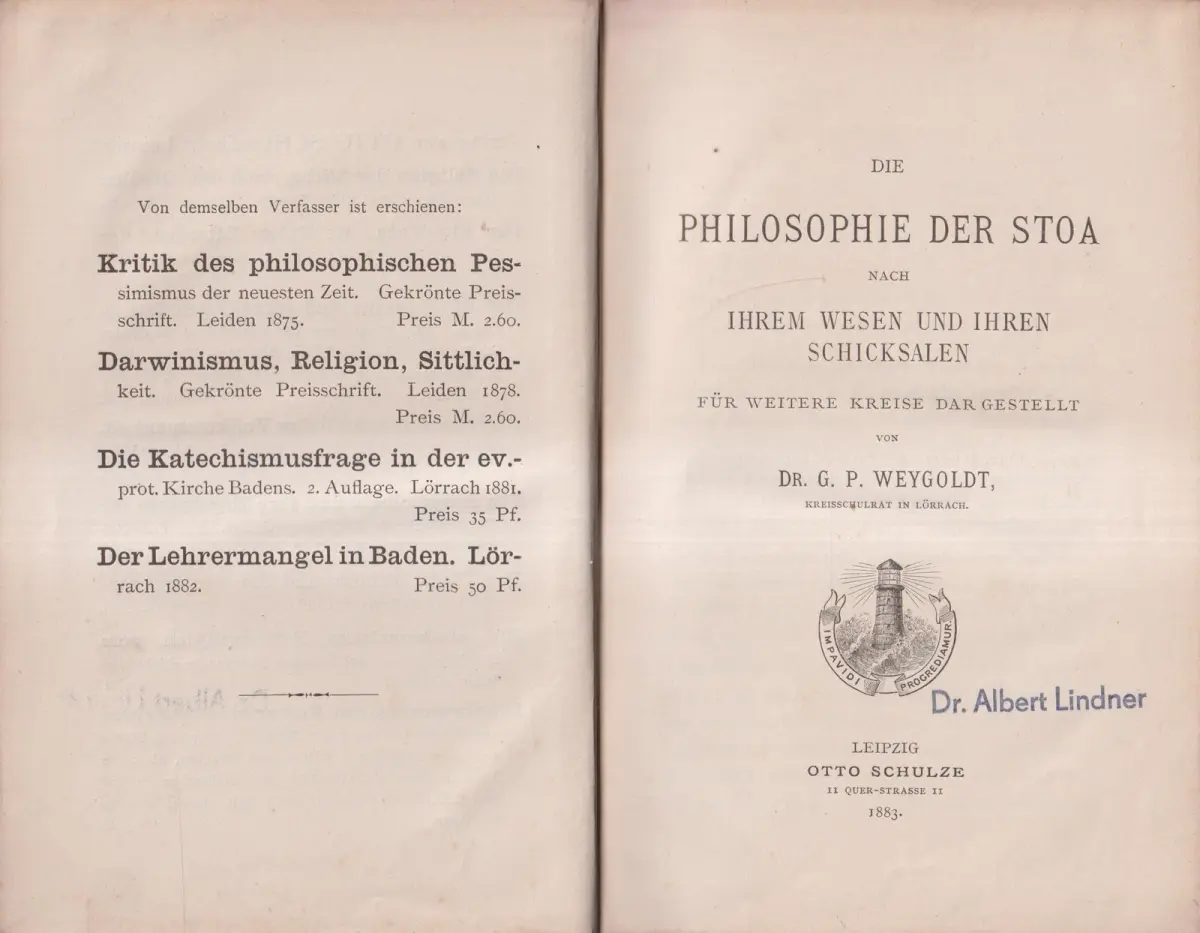 Von demselben Verfasser ist erschienen:
Kritik des philosophischen Pes-
simismus der neuesten Zeit. Gekrönte Preis-
schrift. Leiden 1875. Preis M. 2.60.
Darwinismus, Religion, Sittlich-
keit. Gekrönte Preisschrift. Leiden 1878.
Preis M. 2.60.
Die Katechismusfrage in der ev.-
prot. Kirche Badens. 2. Auflage. Lörrach 1881.
Preis 35 Pf.
Der Lehrermangel in Baden. Lör-
rach 1882. Preis 50 Pf.
DIE
PHILOSOPHIE DER STOA
NACH
IHREM WESEN UND IHREN
SCHICKSALEN
FÜR WEITERE KREISE DARGESTELLT
VON
DR. G. P. WEYGOLDT,
KREISSCHULRAT IN LÖRRACH.
IMPAVIDI PROGREDIAMUR.
Dr. Albert Lindner
LEIPZIG
OTTO SCHULZE
11 QUER-STRASSE 11
1883.